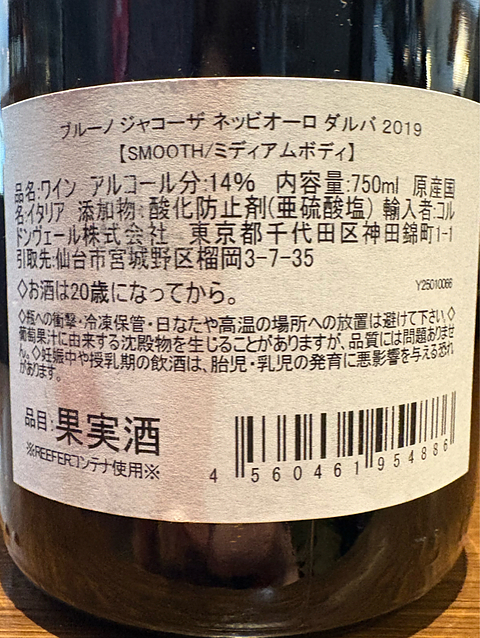 ブルーノ ジャコーザ ネッビオーロ ダルバ 2019
【SMOOTH/ミディアムボディ】
品名:ワイン アルコール分:14% 内容量:750ml 原産国
名:イタリア 添加物:酸化防止剤(亜硫酸塩) 輸入者:コル
ドンヴェール株式会社 東京都千代田区神田錦町1-1
引取先:仙台市宮城野区榴岡3-7-35
◇お酒は20歳になってから。
Y25010066
◇瓶への衝撃・冷凍保管・日なたや高温の場所への放置は避けて下さい。◇
葡萄果汁に由来する沈殿物を生じることがありますが、品質には問題ありませ
ん。◇妊娠中や授乳期の飲酒は、胎児・乳児の発育に悪影響を与える恐れ
があります。
品目:果実酒
※REEFERコンテナ使用※
4 560461 954886